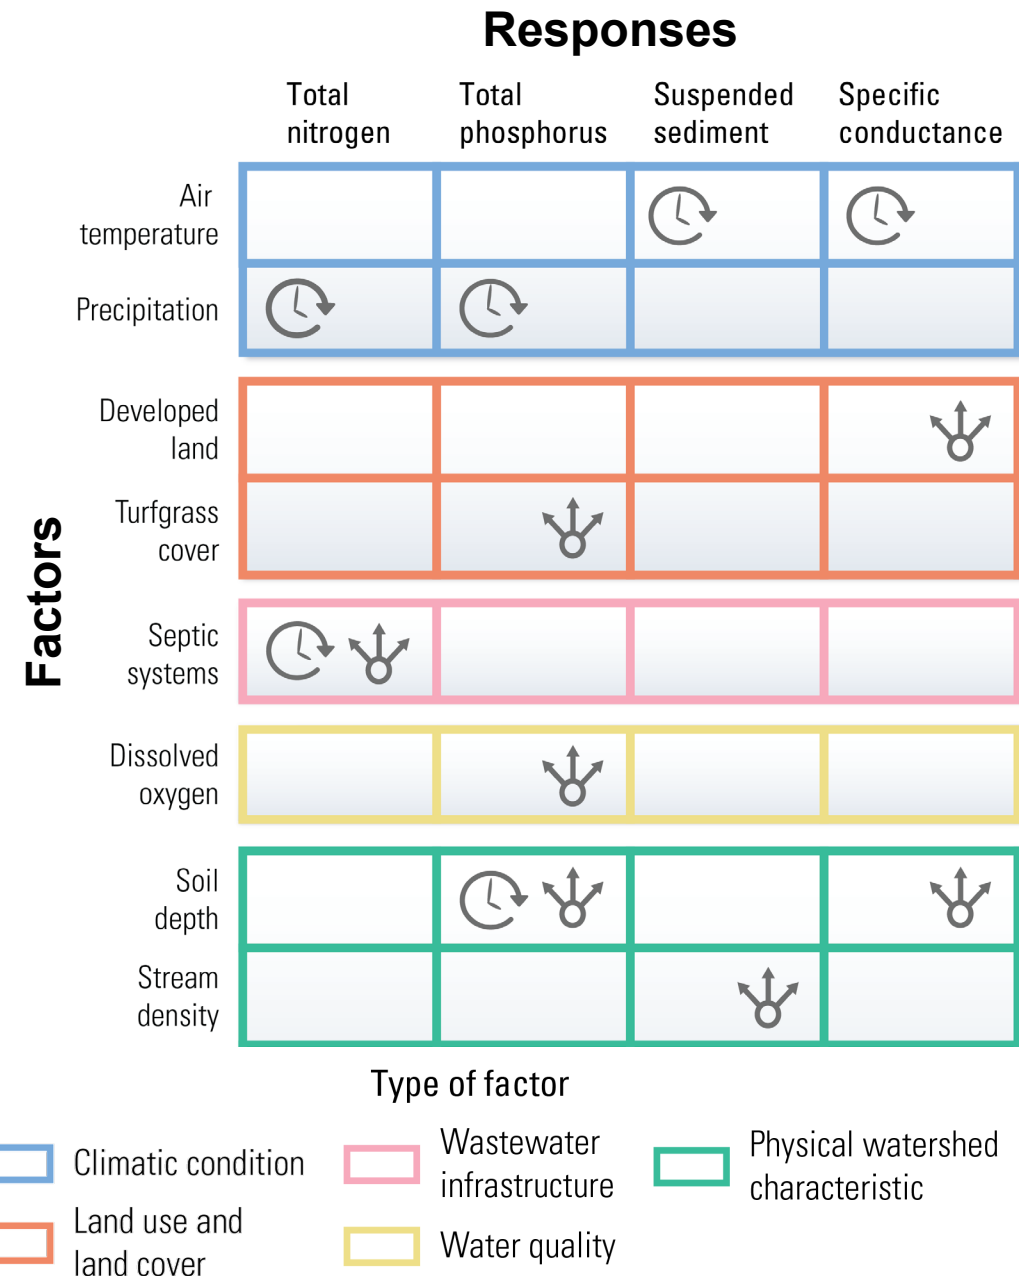 Responses
Total
nitrogen
Total
phosphorus
Suspended
sediment
Specific
conductance
Factors
Air
temperature
Precipitation
Developed
land
Turfgrass
cover
Septic
systems
Dissolved
oxygen
Soil
depth
Stream
density
Type of factor
Climatic condition
Land use and
land cover
Wastewater
infrastructure
Water quality
Physical watershed
characteristic